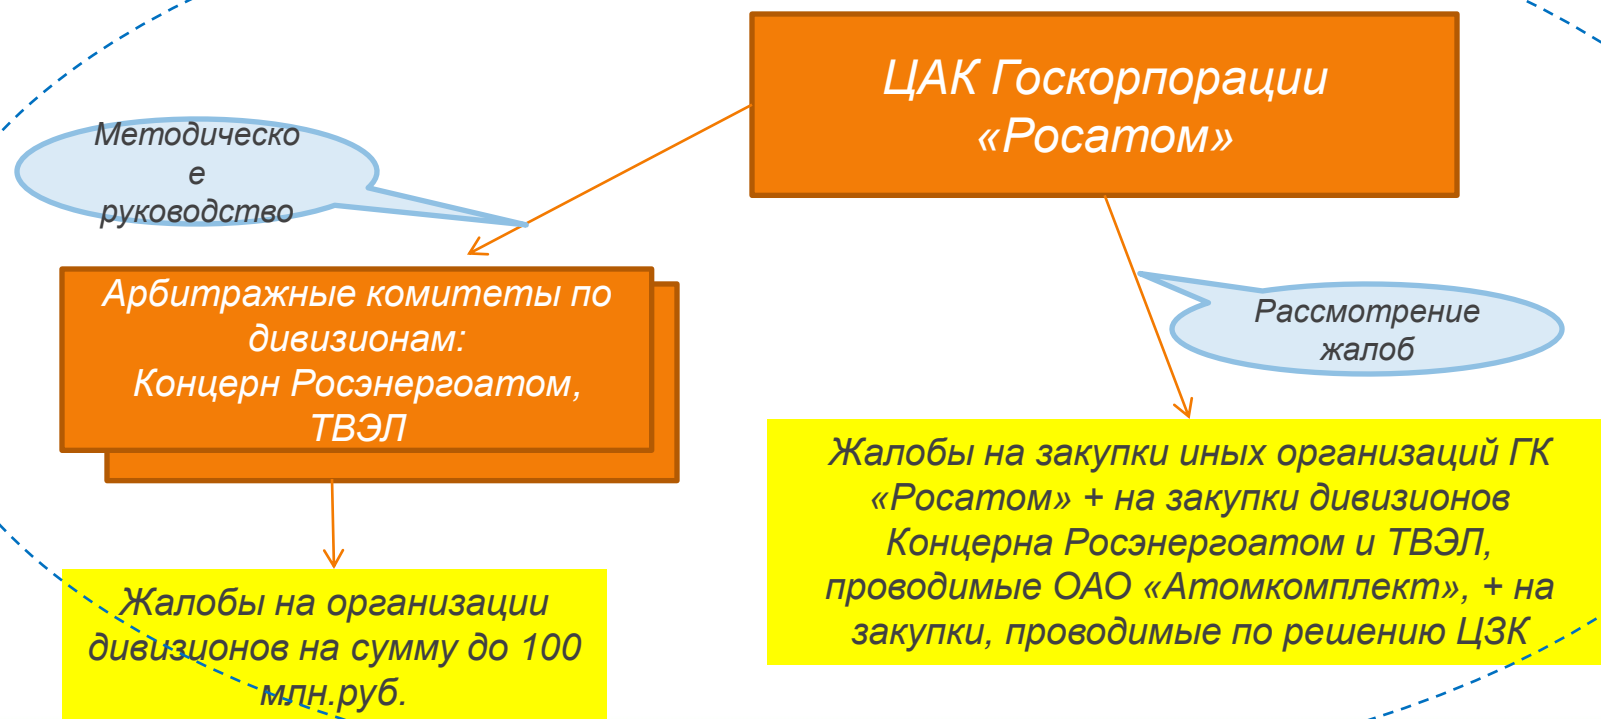 ЦАК Госкорпорации
«Росатом»
Методическо
е
руководство
Арбитражные комитеты по
дивизионам:
Концерн Росэнергоатом,
ТВЭЛ
Рассмотрение
жалоб
Жалобы на организации
дивизионов на сумму до 100
млн.руб.
Жалобы на закупки иных организаций ГК
«Росатом» + на закупки дивизионов
Концерна Росэнергоатом и ТВЭЛ,
проводимые ОАО «Атомкомплект», + на
закупки, проводимые по решению ЦЗК